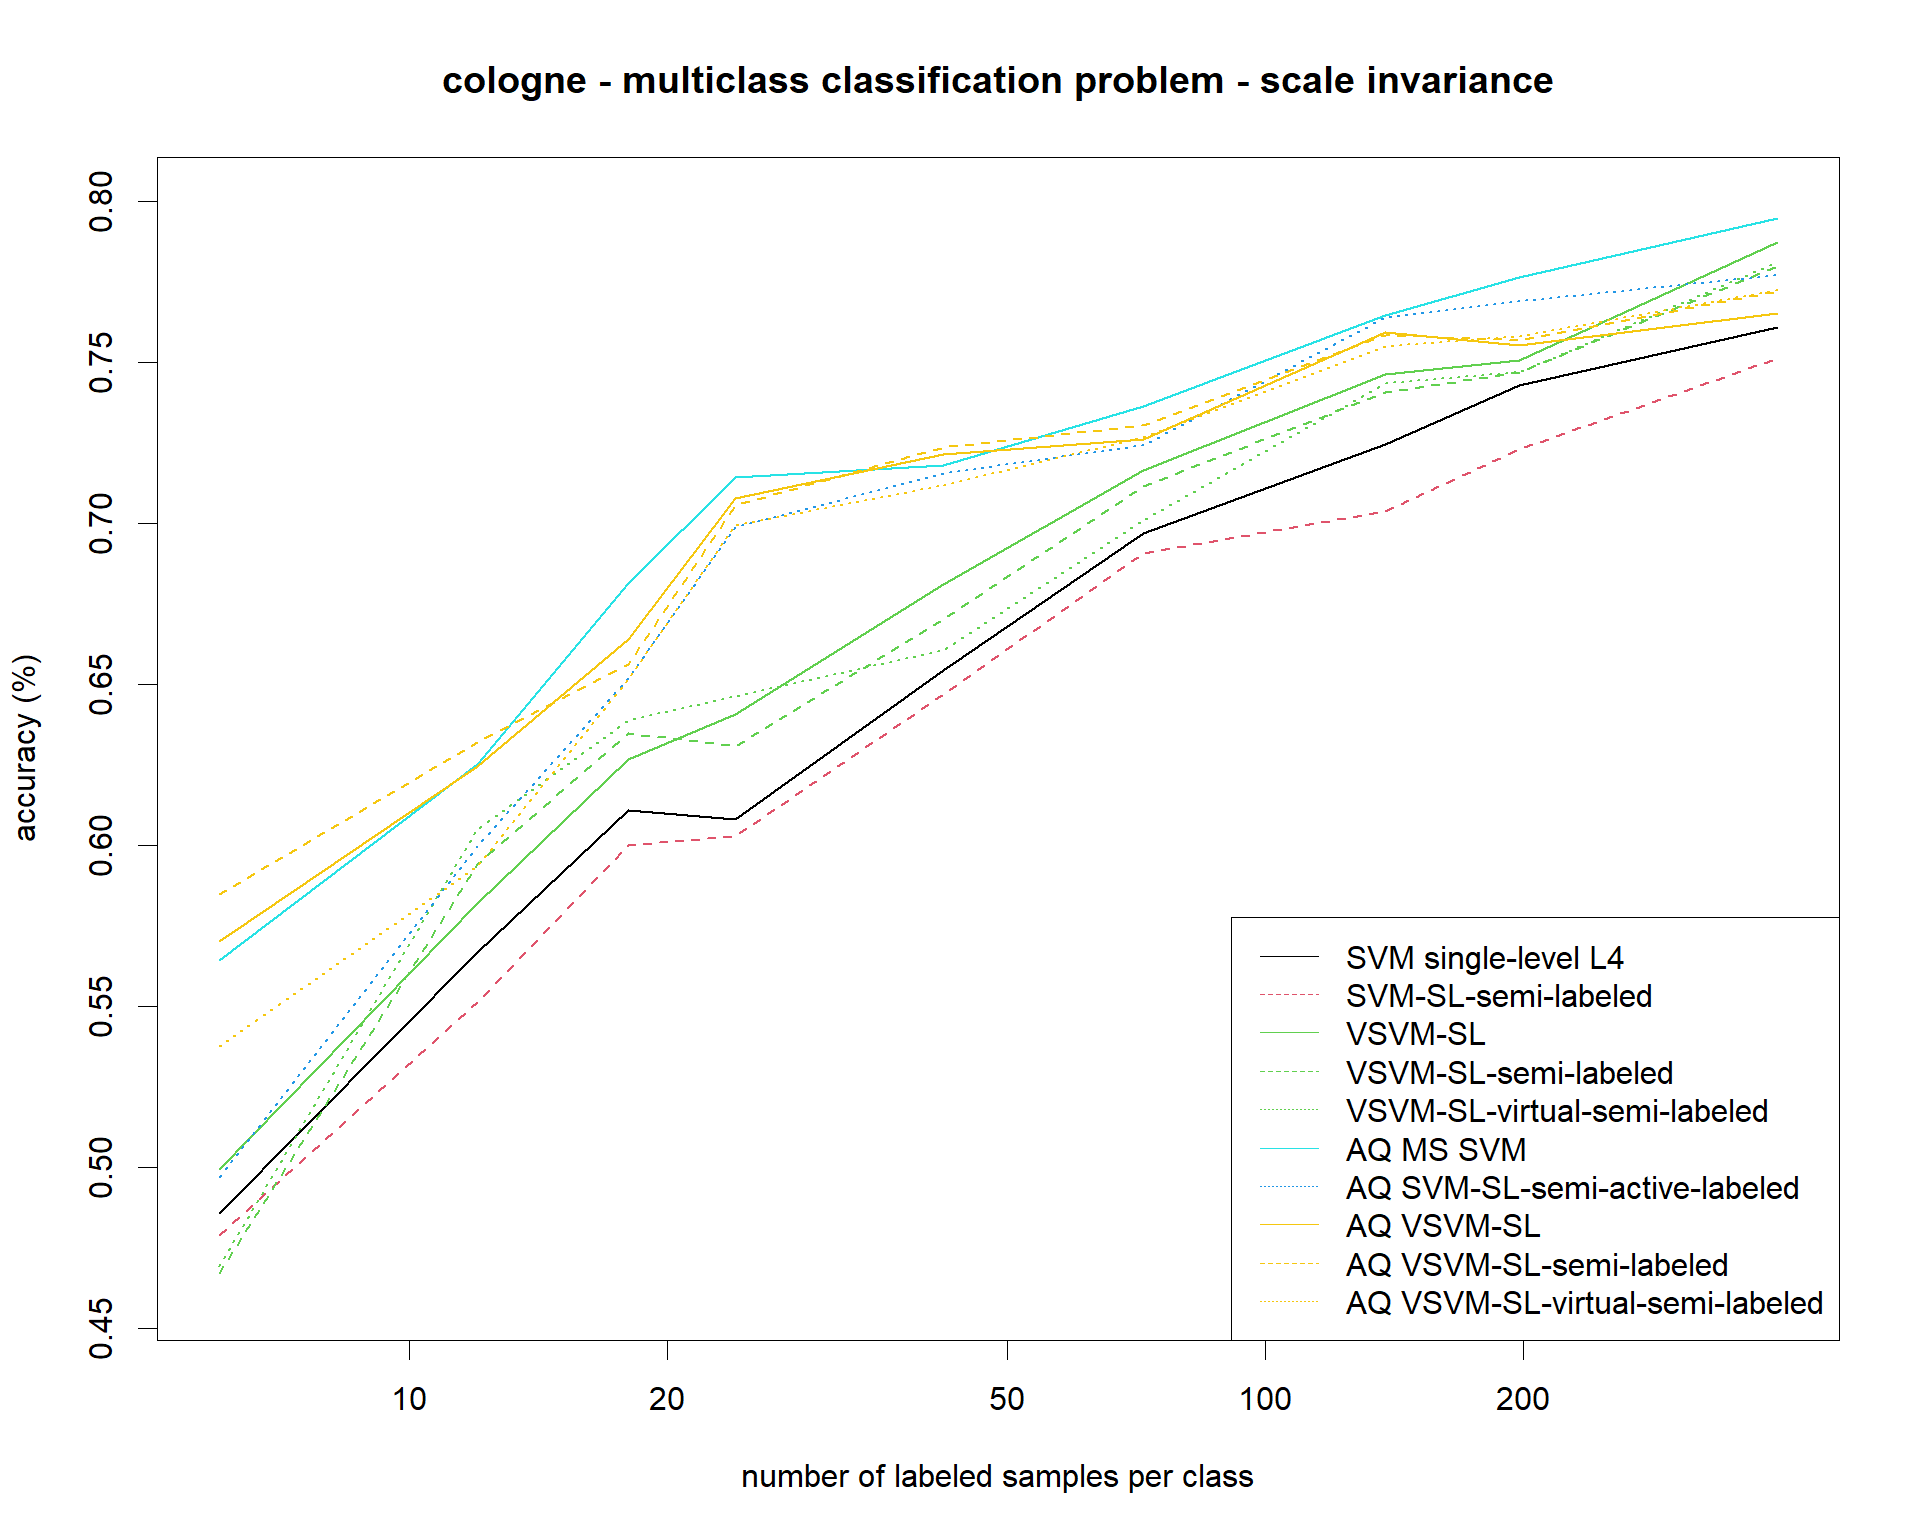 cologne - multiclass classification problem - scale invariance
accuracy (%)
0.80
0.75
0.70
0.65
0.60
0.55
0.50
0.45
SVM single-level L4
SVM-SL-semi-labeled
VSVM-SL
VSVM-SL-semi-labeled
VSVM-SL-virtual-semi-labeled
AQ MS SVM
AQ SVM-SL-semi-active-labeled
AQ VSVM-SL
AQ VSVM-SL-semi-labeled
AQ VSVM-SL-virtual-semi-labeled
10 20 50 100 200
number of labeled samples per class